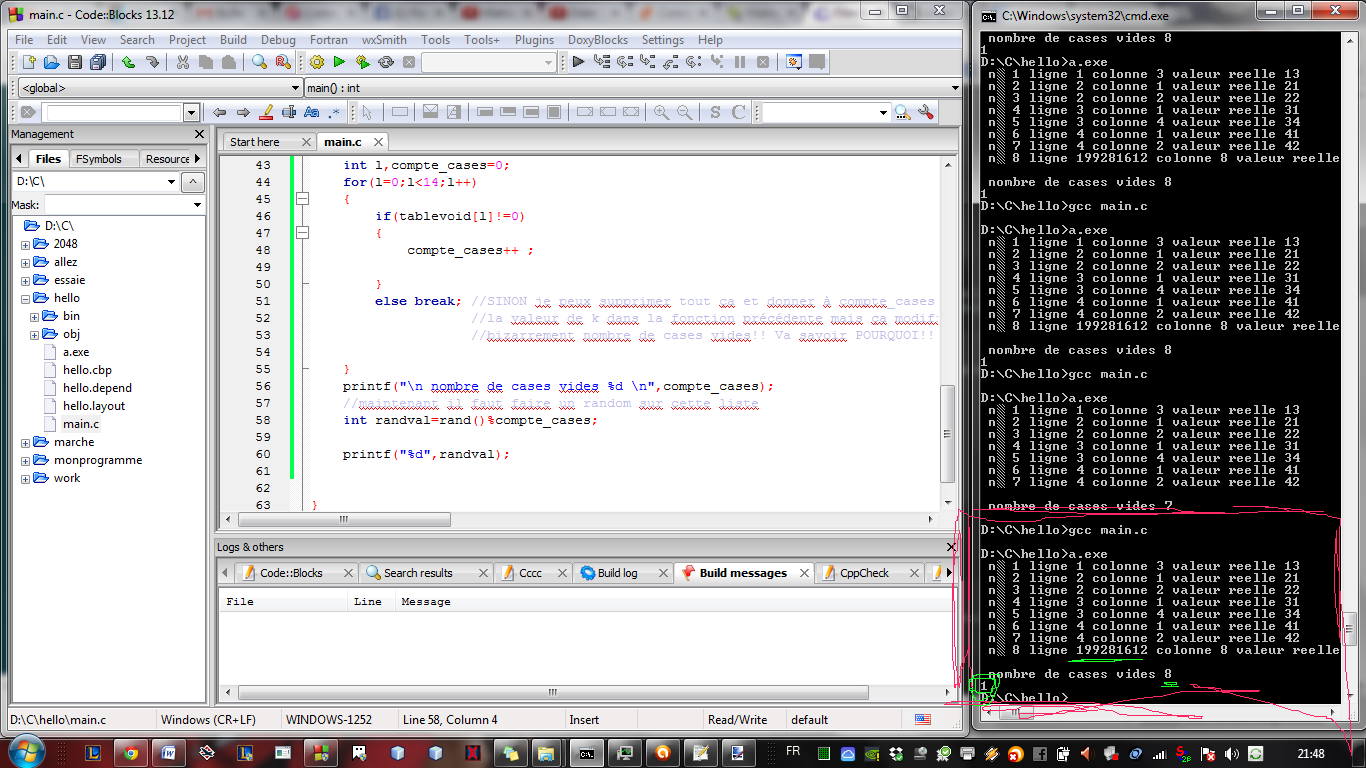 main.c - Code::Blocks 13.12
File Edit View Search Project Build Debug Fortran wxSmith Tools Tools+ Plugins DoxyBlocks Settings Help
<global>
main() : int
Aa
.*
S C
Management
Files FSymbols Resource
D:\C\
Mask:
D:\C\
2048
allez
essaie
hello
bin
obj
a.exe
hello.cbp
hello.depend
hello.layout
main.c
marche
monprogramme
work
Start here main.c
43 int l,compte_cases=0;
44 for(l=0;l<14;l++)
45 {
46 if(tablevoid[l]!=0)
47 {
48 compte_cases++ ;
49
50 }
51 else break; //SINON je peux supprimer tout ca et donner À compte_cases
52 //la valeur de k dans la fonction précédente mais ca modif
53 //bizarrement nombre de cases vides!! Va savoir POURQUOI!!
54
55 }
56 printf("\n nombre de cases vides %d \n",compte_cases);
57 //maintenant il faut faire un random sur cette liste
58 int randval=rand()%compte_cases;
59
60 printf("%d",randval);
61
62
63 }
Logs & others
Code::Blocks Search results Cccc Build log Build messages CppCheck
File Line Message
D:\C\hello\main.c Windows (CR+LF) WINDOWS-1252 Line 58, Column 4 Insert Read/Write default
C:\Windows\system32\cmd.exe
nombre de cases vides 8
1
D:\C\hello>a.exe
n▒ 1 ligne 1 colonne 3 valeur reelle 13
n▒ 2 ligne 2 colonne 1 valeur reelle 21
n▒ 3 ligne 2 colonne 2 valeur reelle 22
n▒ 4 ligne 3 colonne 1 valeur reelle 31
n▒ 5 ligne 3 colonne 4 valeur reelle 34
n▒ 6 ligne 4 colonne 1 valeur reelle 41
n▒ 7 ligne 4 colonne 2 valeur reelle 42
n▒ 8 ligne 199281612 colonne 8 valeur reelle
nombre de cases vides 8
1
D:\C\hello>gcc main.c
D:\C\hello>a.exe
n▒ 1 ligne 1 colonne 3 valeur reelle 13
n▒ 2 ligne 2 colonne 1 valeur reelle 21
n▒ 3 ligne 2 colonne 2 valeur reelle 22
n▒ 4 ligne 3 colonne 1 valeur reelle 31
n▒ 5 ligne 3 colonne 4 valeur reelle 34
n▒ 6 ligne 4 colonne 1 valeur reelle 41
n▒ 7 ligne 4 colonne 2 valeur reelle 42
n▒ 8 ligne 199281612 colonne 8 valeur reelle
nombre de cases vides 8
1
D:\C\hello>gcc main.c
D:\C\hello>a.exe
n▒ 1 ligne 1 colonne 3 valeur reelle 13
n▒ 2 ligne 2 colonne 1 valeur reelle 21
n▒ 3 ligne 2 colonne 2 valeur reelle 22
n▒ 4 ligne 3 colonne 1 valeur reelle 31
n▒ 5 ligne 3 colonne 4 valeur reelle 34
n▒ 6 ligne 4 colonne 1 valeur reelle 41
n▒ 7 ligne 4 colonne 2 valeur reelle 42
nombre de cases vides 7
D:\C\hello>gcc main.c
D:\C\hello>a.exe
n▒ 1 ligne 1 colonne 3 valeur reelle 13
n▒ 2 ligne 2 colonne 1 valeur reelle 21
n▒ 3 ligne 2 colonne 2 valeur reelle 22
n▒ 4 ligne 3 colonne 1 valeur reelle 31
n▒ 5 ligne 3 colonne 4 valeur reelle 34
n▒ 6 ligne 4 colonne 1 valeur reelle 41
n▒ 7 ligne 4 colonne 2 valeur reelle 42
n▒ 8 ligne 199281612 colonne 8 valeur reelle
nombre de cases vides 8
1
D:\C\hello>
FR
21:48